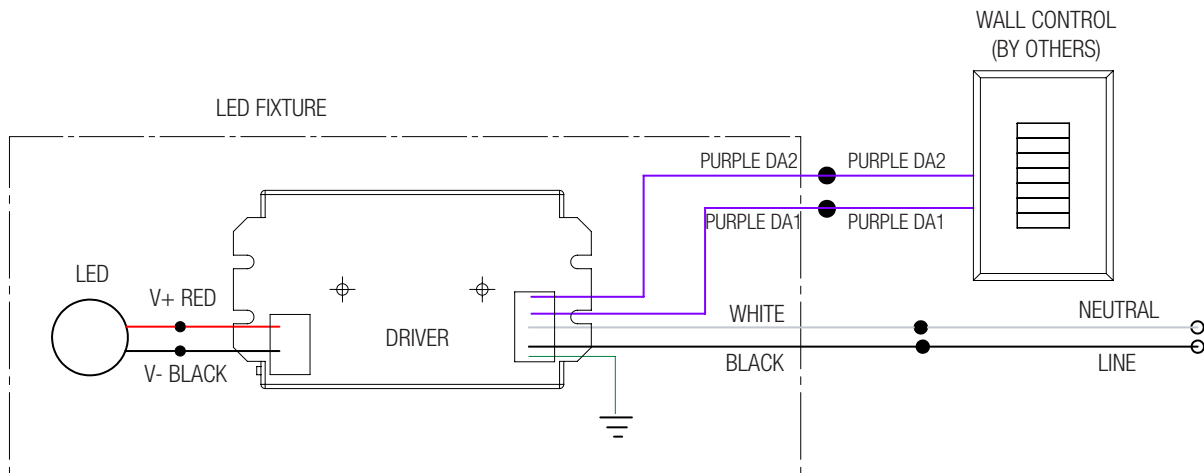 WALL CONTROL
(BY OTHERS)
LED FIXTURE
PURPLE DA2
PURPLE DA2
PURPLE DA1
PURPLE DA1
LED
V+ RED
V- BLACK
DRIVER
WHITE
NEUTRAL
BLACK
LINE